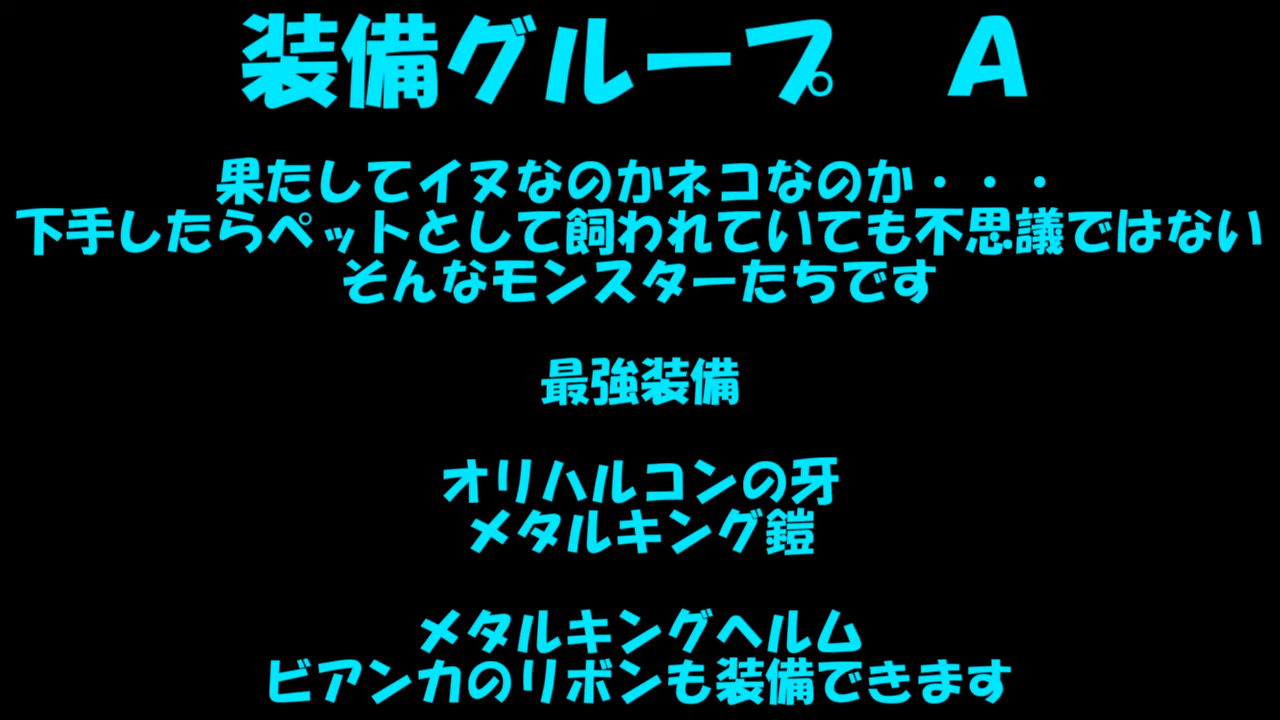 装備グループ　A
果たしてイヌなのかネコなのか・・・
下手したらペットとして飼われていても不思議ではない
そんなモンスターたちです
最強装備
オリハルコンの牙
メタルキング鎧
メタルキングヘルム
ビアンカのリボンも装備できます